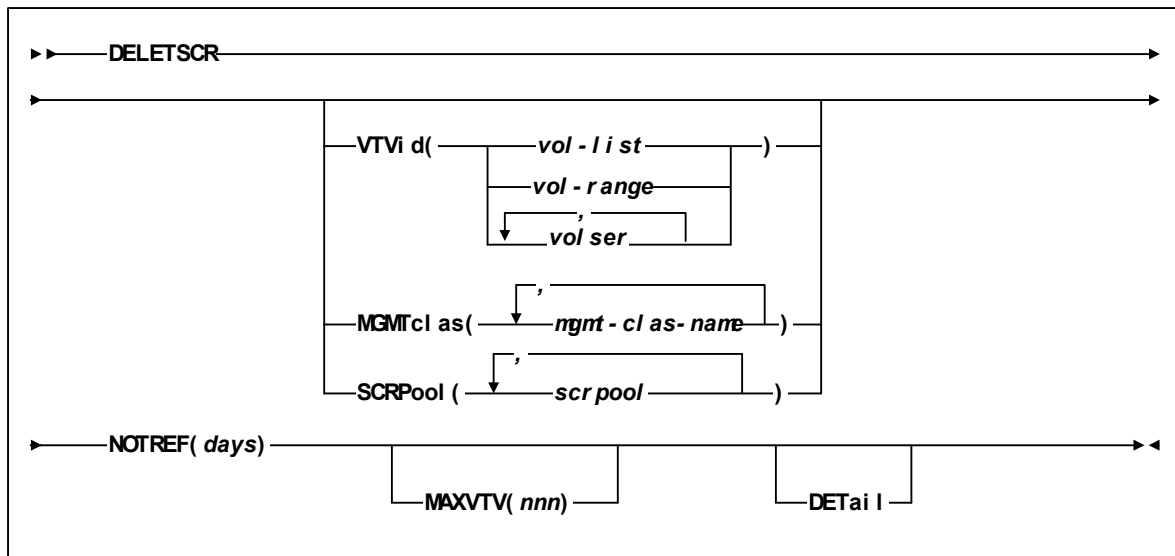 DELETSCR
VTVid( vol-list )
vol-range
,
volser
,
MGMTclas( mgmt-clas-name )
,
SCRPool( scrpool )
NOTREF(days)
MAXVTV(nnn) DETail